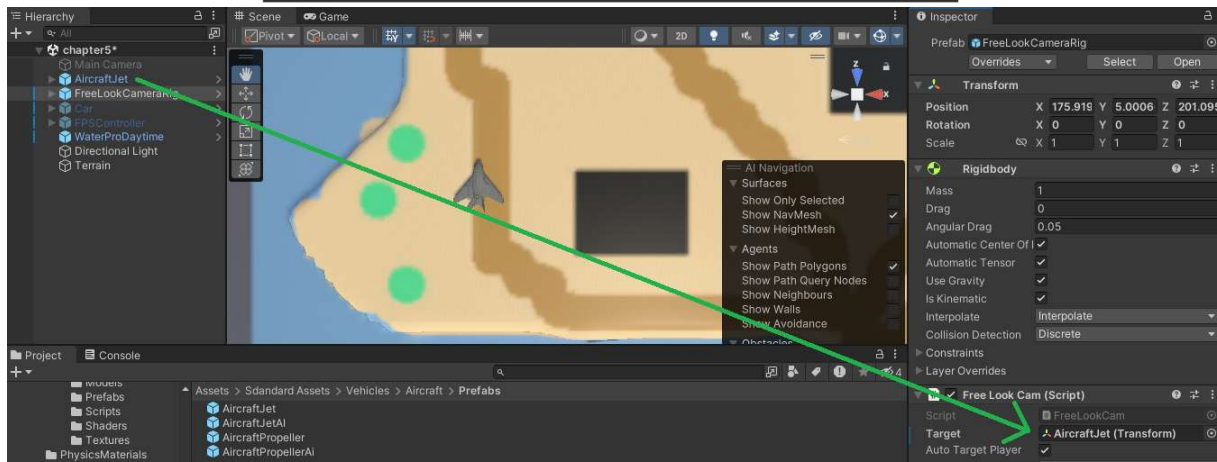 Hierarchy
All
chapter5*
Main Camera
AircraftJet
FreeLookCameraRig
Car
FPSController
WaterProDaytime
Directional Light
Terrain
Scene
Game
Pivot
Local
2D
z
x
AI Navigation
Surfaces
Show Only Selected
Show NavMesh
Show HeightMesh
Agents
Show Path Polygons
Show Path Query Nodes
Show Neighbours
Show Walls
Show Avoidance
Obstacles
Inspector
Prefab FreeLookCameraRig
Overrides Select Open
Transform
Position X 175.919 Y 5.0006 Z 201.095
Rotation X 0 Y 0 Z 0
Scale X 1 Y 1 Z 1
Rigidbody
Mass 1
Drag 0
Angular Drag 0.05
Automatic Center Of
Automatic Tensor
Use Gravity
Is Kinematic
Interpolate Interpolate
Collision Detection Discrete
Constraints
Layer Overrides
Free Look Cam (Script)
Script FreeLookCam
Target AircraftJet (Transform)
Auto Target Player
Project
Console
4
Models
Prefabs
Scripts
Shaders
Textures
PhysicsMaterials
Assets > Sdandard Assets > Vehicles > Aircraft > Prefabs
AircraftJet
AircraftJetAI
AircraftPropeller
AircraftPropellerAi